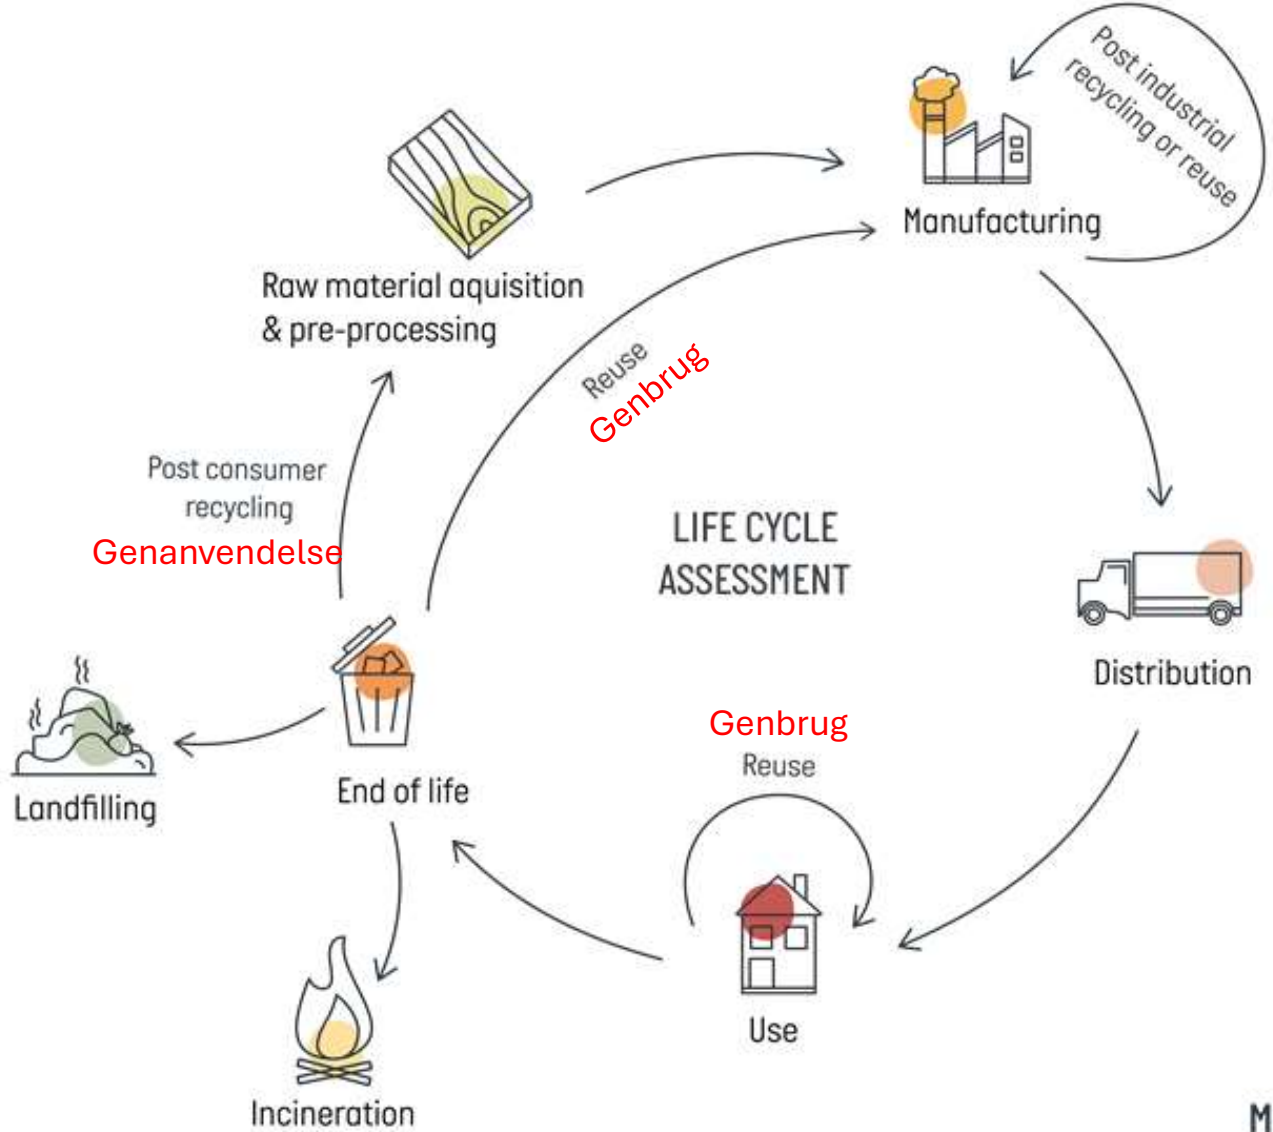 Post industrial
recycling or reuse
Manufacturing
Raw material aquisition
& pre-processing
Reuse
Genbrug
Post consumer
recycling
Genanvendelse
LIFE CYCLE
ASSESSMENT
Distribution
Genbrug
Reuse
End of life
Landfilling
Use
Incineration
M